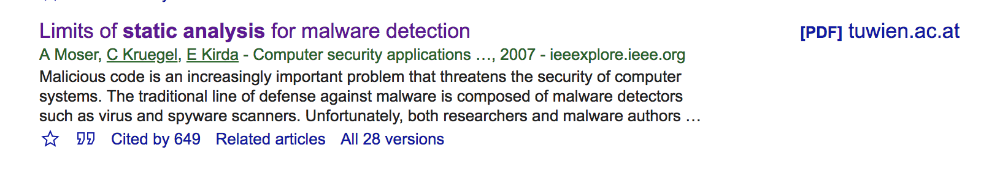 Limits of static analysis for malware detection
[PDF] tuwien.ac.at
A Moser, C Kruegel, E Kirda - Computer security applications …, 2007 - ieeexplore.ieee.org
Malicious code is an increasingly important problem that threatens the security of computer
systems. The traditional line of defense against malware is composed of malware detectors
such as virus and spyware scanners. Unfortunately, both researchers and malware authors …
Cited by 649 Related articles All 28 versions